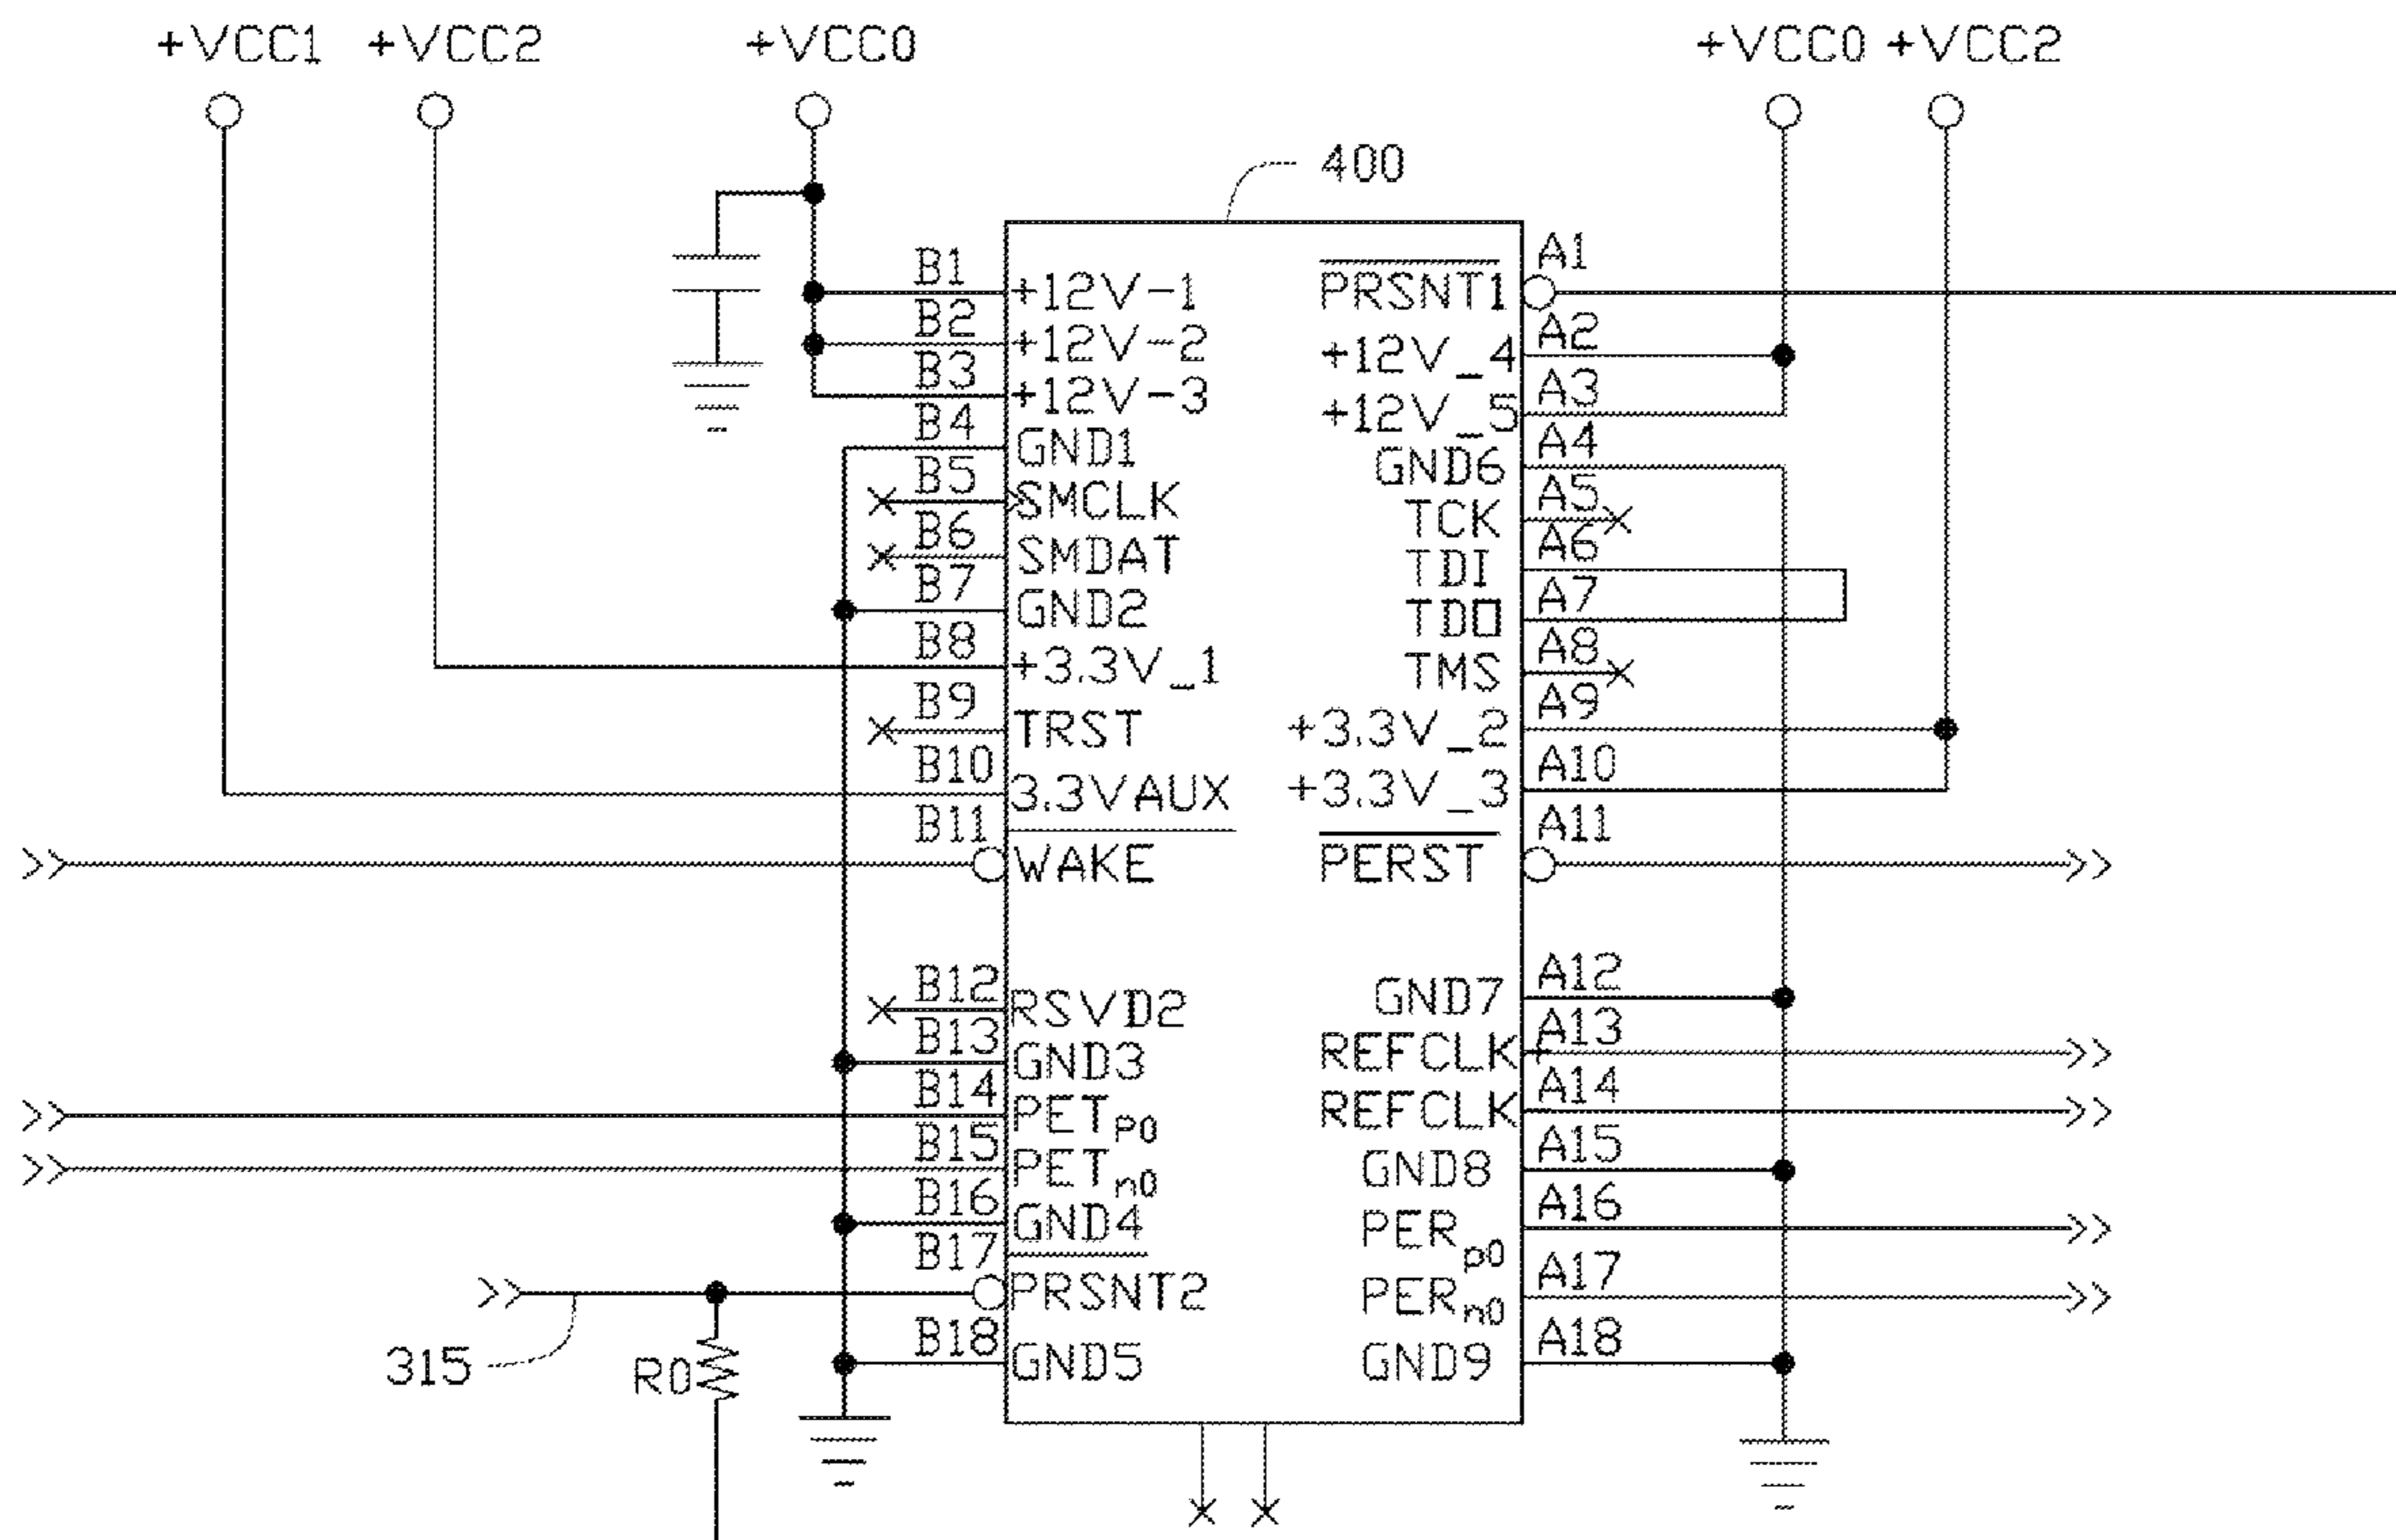 +VCC1 +VCC2 +VCC0 +VCC0 +VCC2
400
B1 +12V-1
B2 +12V-2
B3 +12V-3
B4 GND1
B5 SMCLK
B6 SMDAT
B7 GND2
B8 +3.3V_1
B9 TRST
B10 3.3VAUX
B11 WAKE
B12 RSVD2
B13 GND3
B14 PETp0
B15 PETn0
B16 GND4
B17 PRSNT2
B18 GND5
PRSNT1 A1
+12V_4 A2
+12V_5 A3
GND6 A4
TCK A5
TDI A6
TDO A7
TMS A8
+3.3V_2 A9
+3.3V_3 A10
PERST A11
GND7 A12
REFCLK+ A13
REFCLK- A14
GND8 A15
PERp0 A16
PERn0 A17
GND9 A18
315
R0